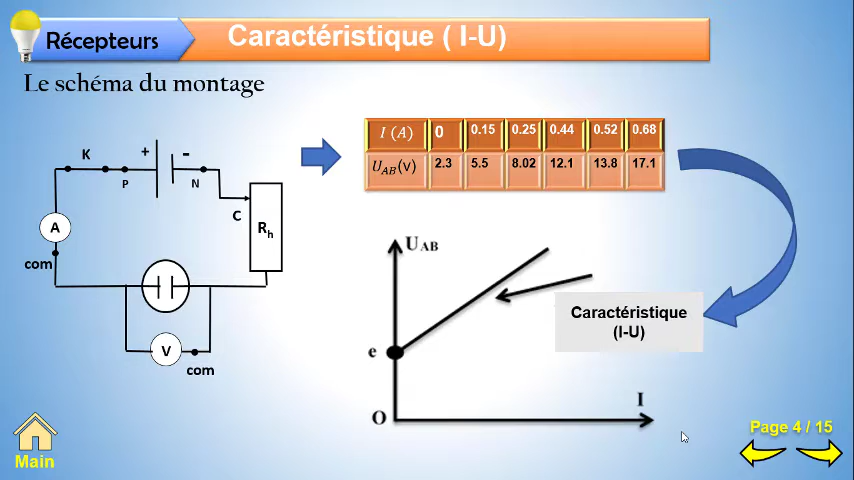 Récepteurs
Caractéristique ( I-U)
Le schéma du montage
K
+
-
P
N
C
A
Rh
com
V
com
I (A) 0 0.15 0.25 0.44 0.52 0.68
UAB(v) 2.3 5.5 8.02 12.1 13.8 17.1
UAB
e
O
I
Caractéristique
(I-U)
Main
Page 4 / 15